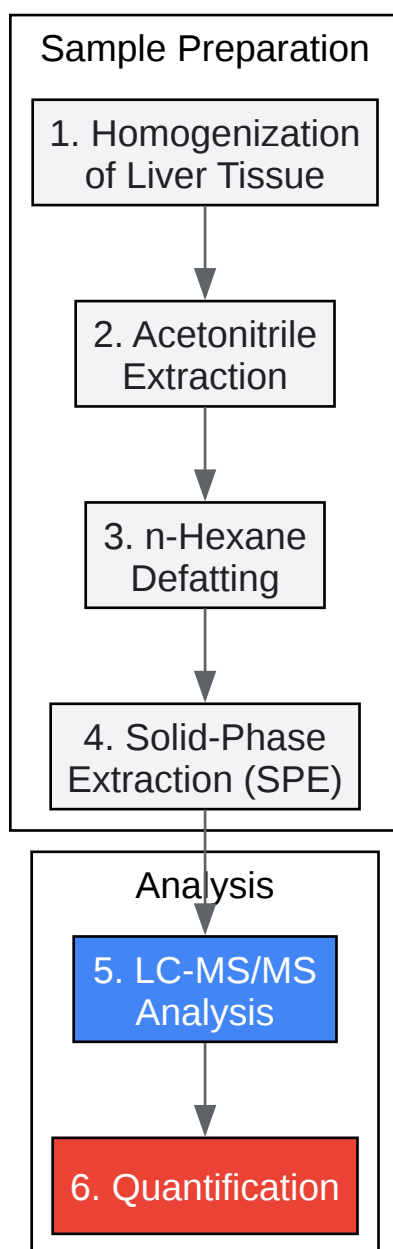 Sample Preparation
1. Homogenization
of Liver Tissue
2. Acetonitrile
Extraction
3. n-Hexane
Defatting
4. Solid-Phase
Extraction (SPE)
Analysis
5. LC-MS/MS
Analysis
6. Quantification